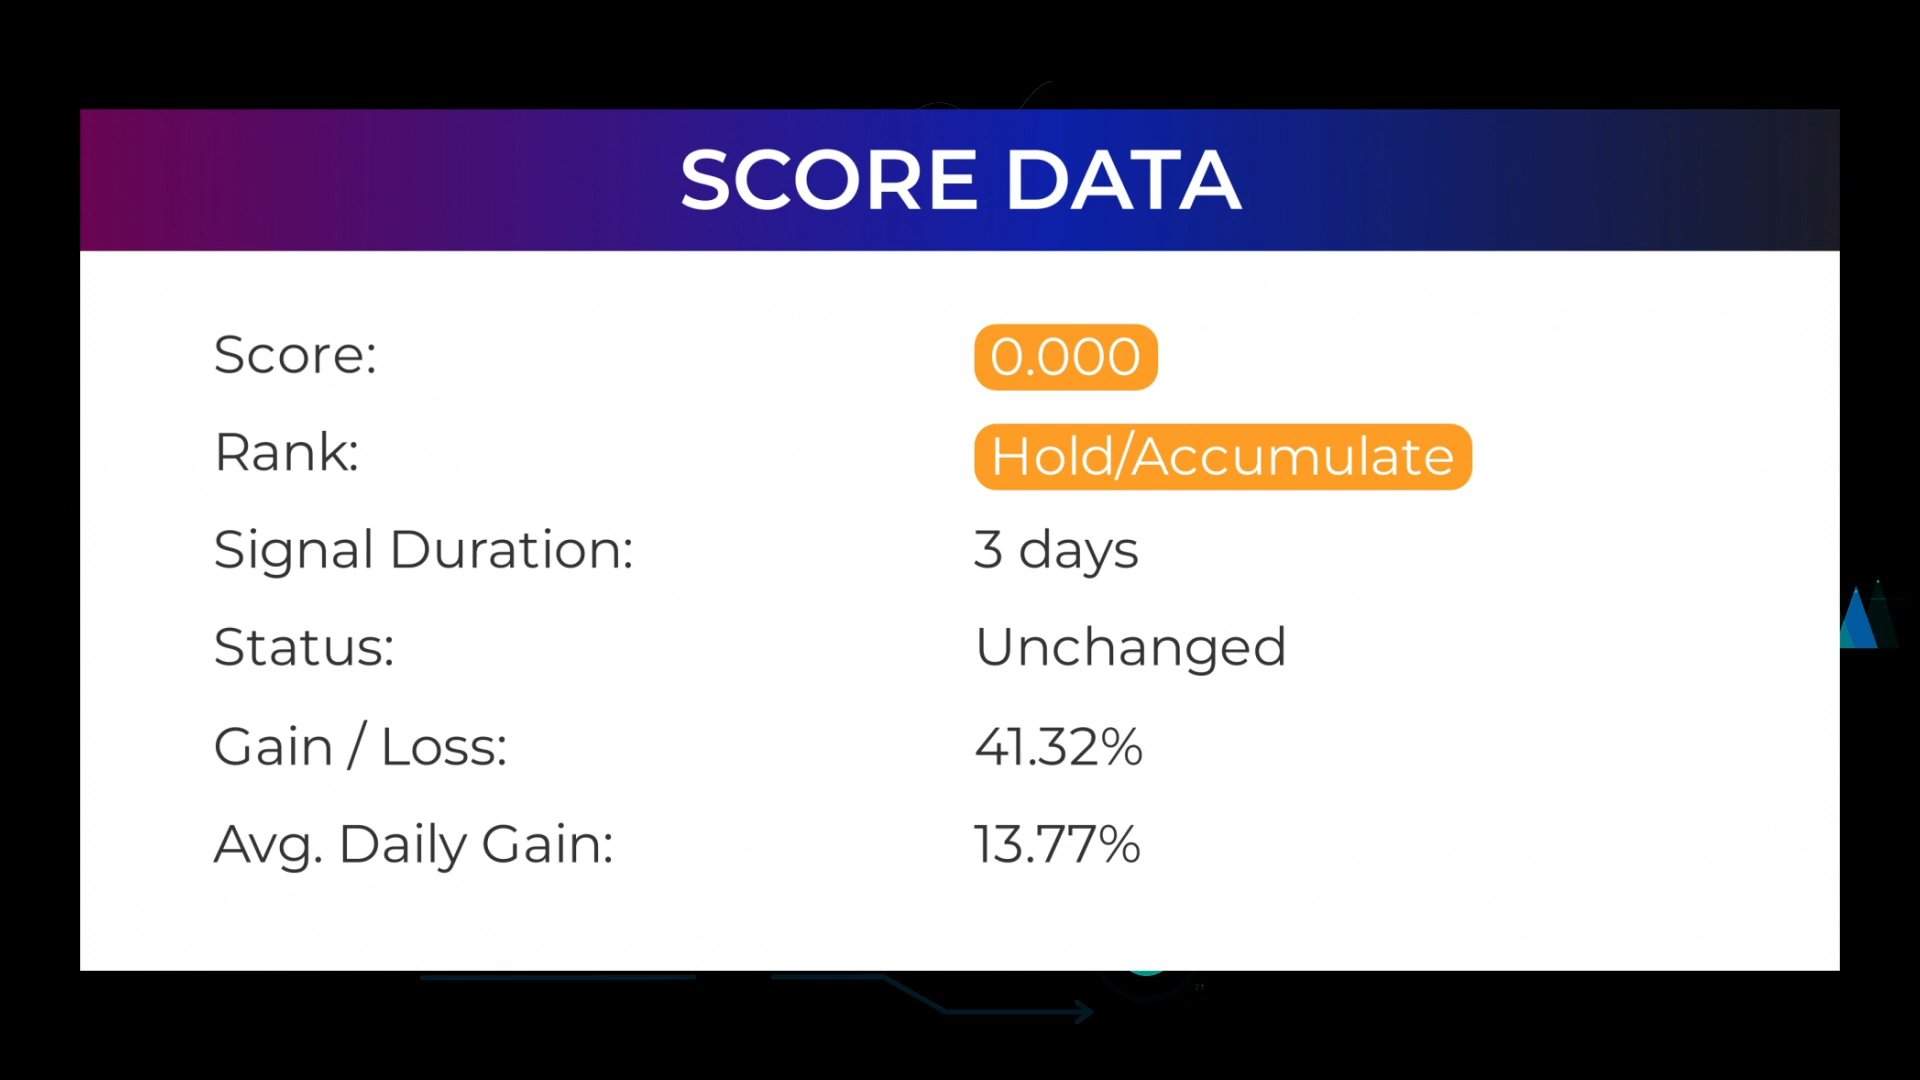 SCORE DATA
Score: 0.000
Rank: Hold/Accumulate
Signal Duration: 3 days
Status: Unchanged
Gain / Loss: 41.32%
Avg. Daily Gain: 13.77%